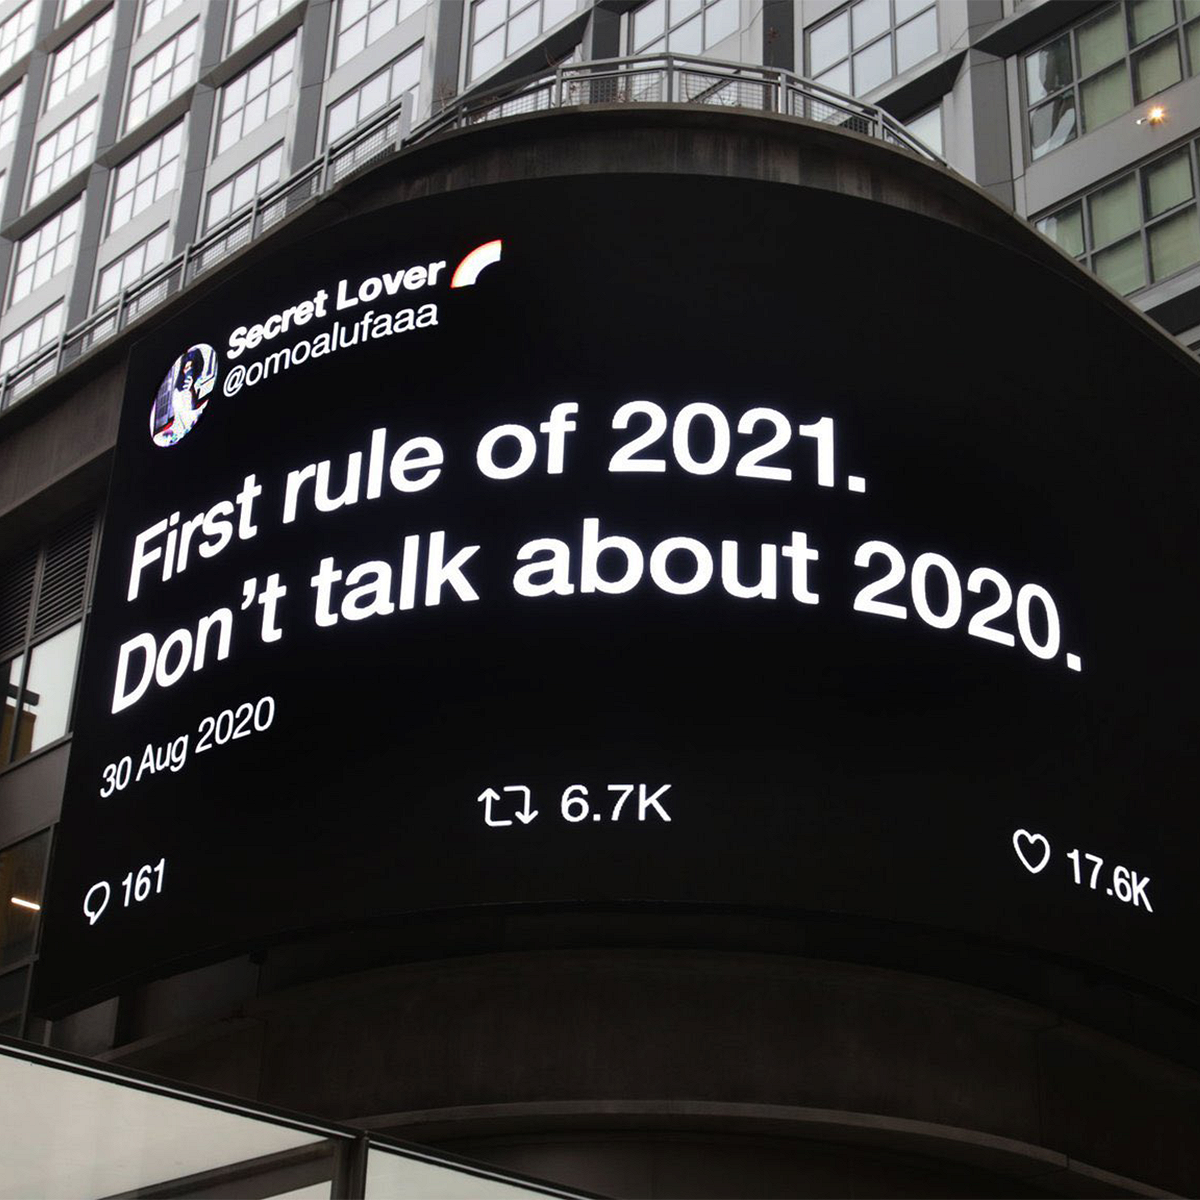 Secret Lover
@omoalufaaa
First rule of 2021.
Don’t talk about 2020.
30 Aug 2020
161
6.7K
17.6K